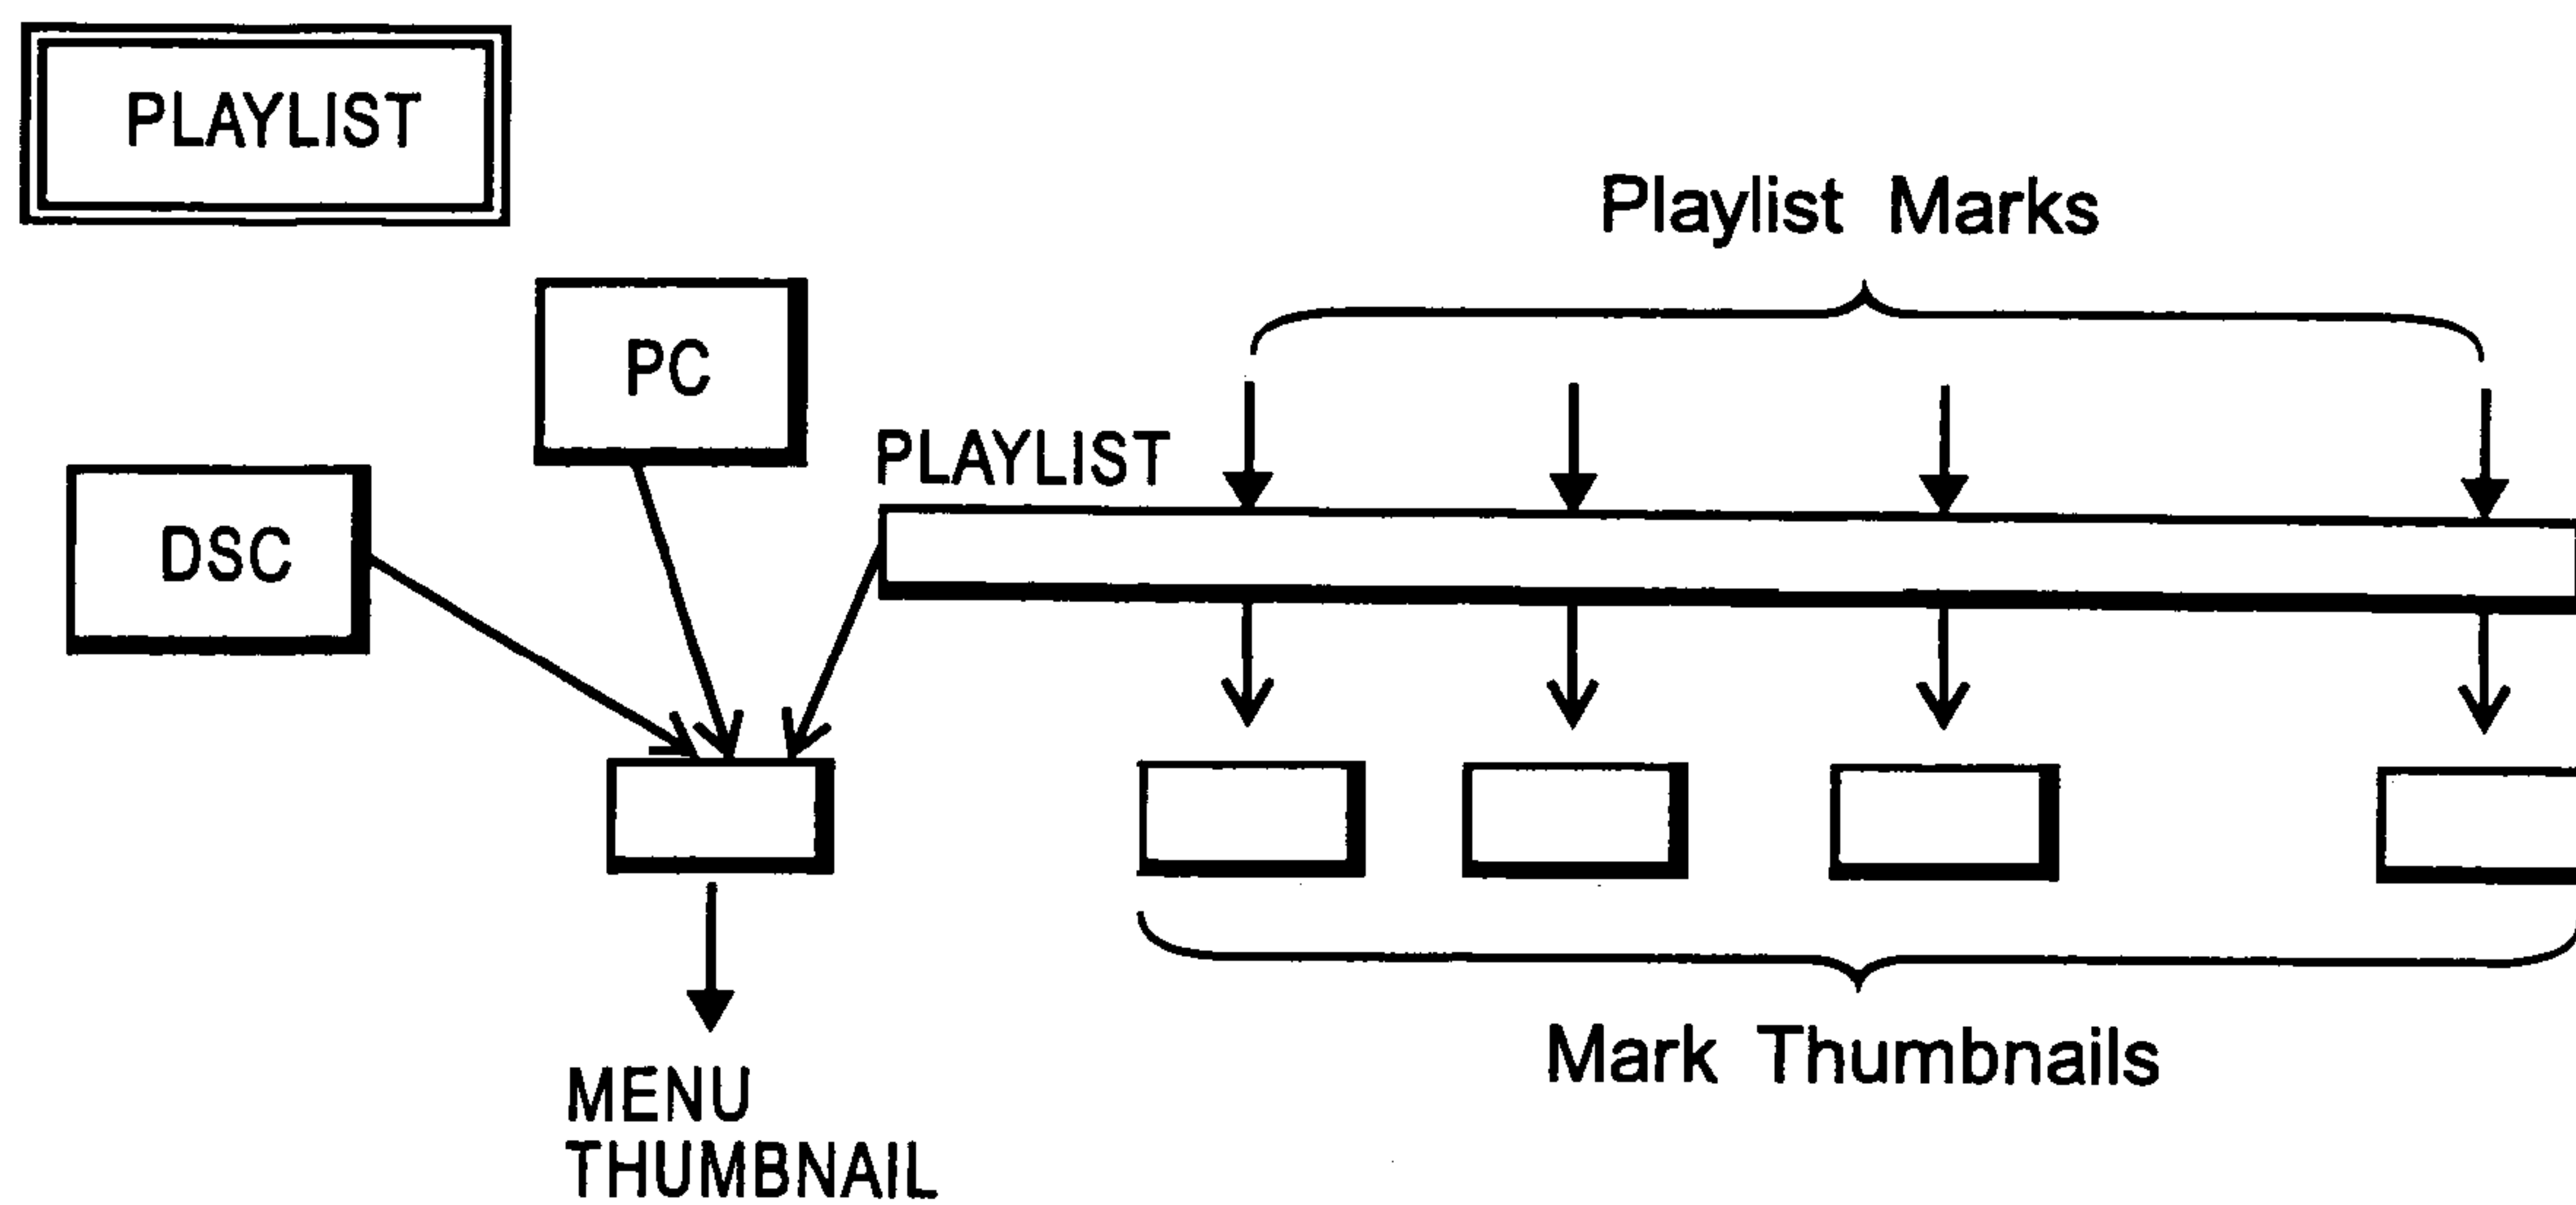 PLAYLIST
Playlist Marks
PC
PLAYLIST
DSC
Mark Thumbnails
MENU
THUMBNAIL